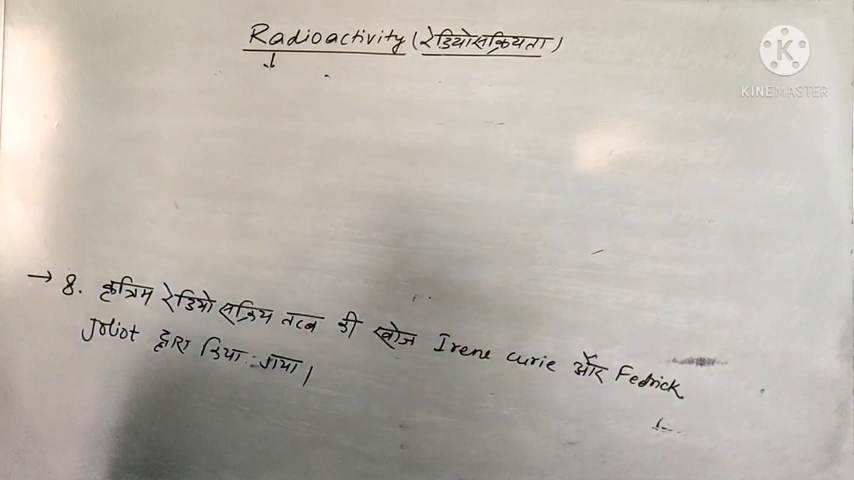 Radioactivity (रेडियोसक्रियता)
K
KINEMASTER
→ 8. कृत्रिम रेडियो सक्रिय तत्व की खोज Irene curie और Fedrick
Joliot द्वारा किया गया।